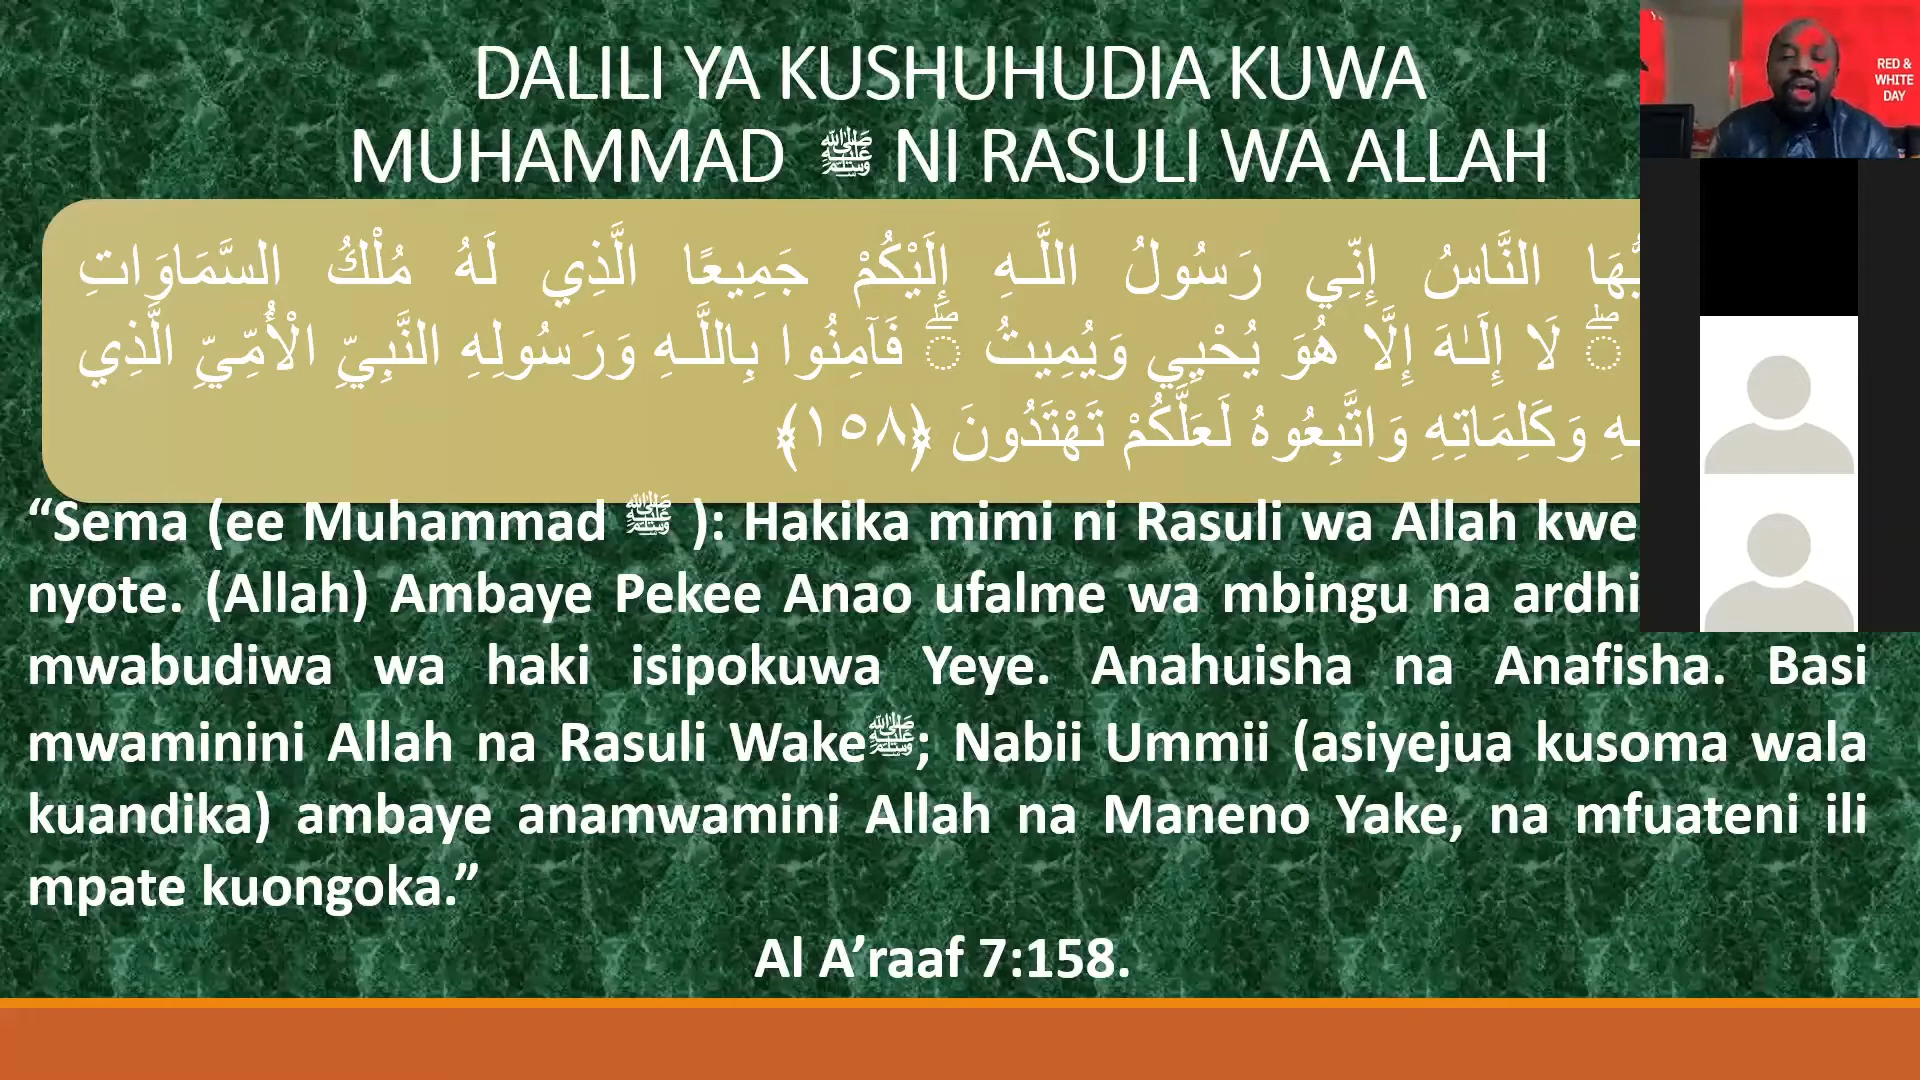 DALILI YA KUSHUHUDIA KUWA
MUHAMMAD ﷺ NI RASULI WA ALLAH
النَّاسُ إِنِّي رَسُولُ اللَّـهِ إِلَيْكُمْ جَمِيعًا الَّذِي لَهُ مُلْكُ السَّمَاوَاتِ
ۖ لَا إِلَـٰهَ إِلَّا هُوَ يُحْيِي وَيُمِيتُ ۖ فَآمِنُوا بِاللَّـهِ وَرَسُولِهِ النَّبِيِّ الْأُمِّيِّ الَّذِي
وَكَلِمَاتِهِ وَاتَّبِعُوهُ لَعَلَّكُمْ تَهْتَدُونَ ﴿١٥٨﴾
“Sema (ee Muhammad ﷺ ): Hakika mimi ni Rasuli wa Allah kwe
nyote. (Allah) Ambaye Pekee Anao ufalme wa mbingu na ardhi
mwabudiwa wa haki isipokuwa Yeye. Anahuisha na Anafisha. Basi
mwaminini Allah na Rasuli Wakeﷺ; Nabii Ummii (asiyejua kusoma wala
kuandika) ambaye anamwamini Allah na Maneno Yake, na mfuateni ili
mpate kuongoka.”
Al A’raaf 7:158.
RED &
WHITE
DAY